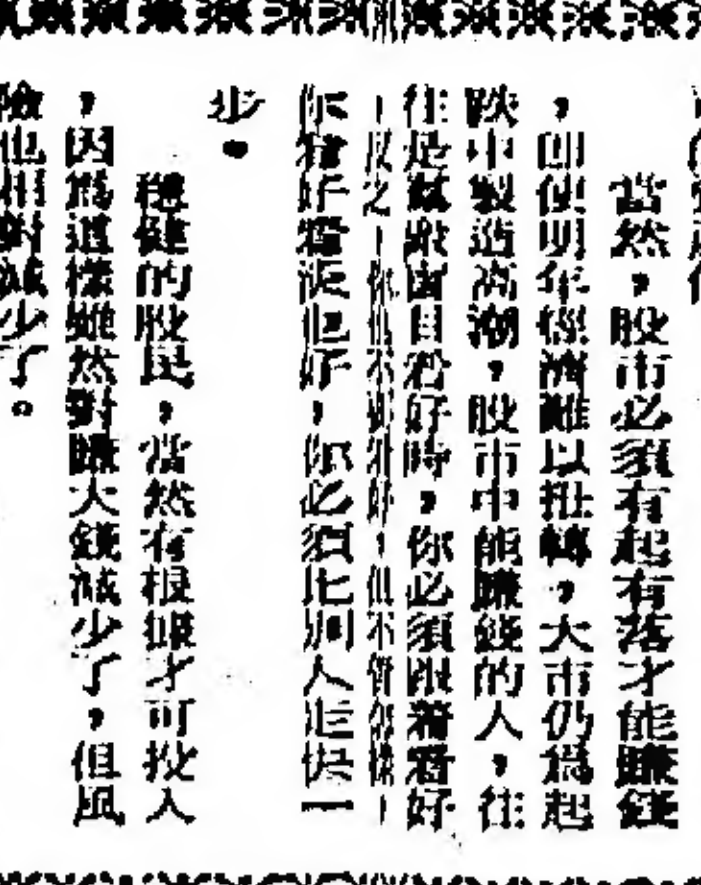 當然，股市必須有起有落才能賺錢
，即使明年經濟難以扭轉，大市仍爲起
跌中製造高潮，股市中能賺錢的人，往
往是羣衆盲目看好時，你必須跟着看好
，反之，你也不必須好，但不管怎樣，
你看好看淡也好，你必須比別人走快一
步。
穩健的股民，當然有根據才可投入
，因爲這樣雖然對賺大錢減少了，但風
險也相對減少了。